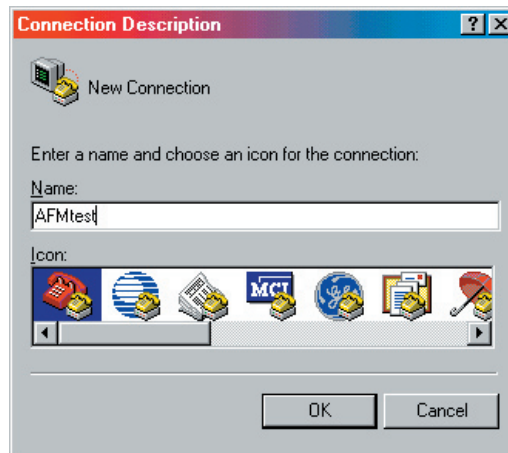 Connection Description
New Connection
Enter a name and choose an icon for the connection:
Name:
AFMtest
Icon:
MCI
OK
Cancel